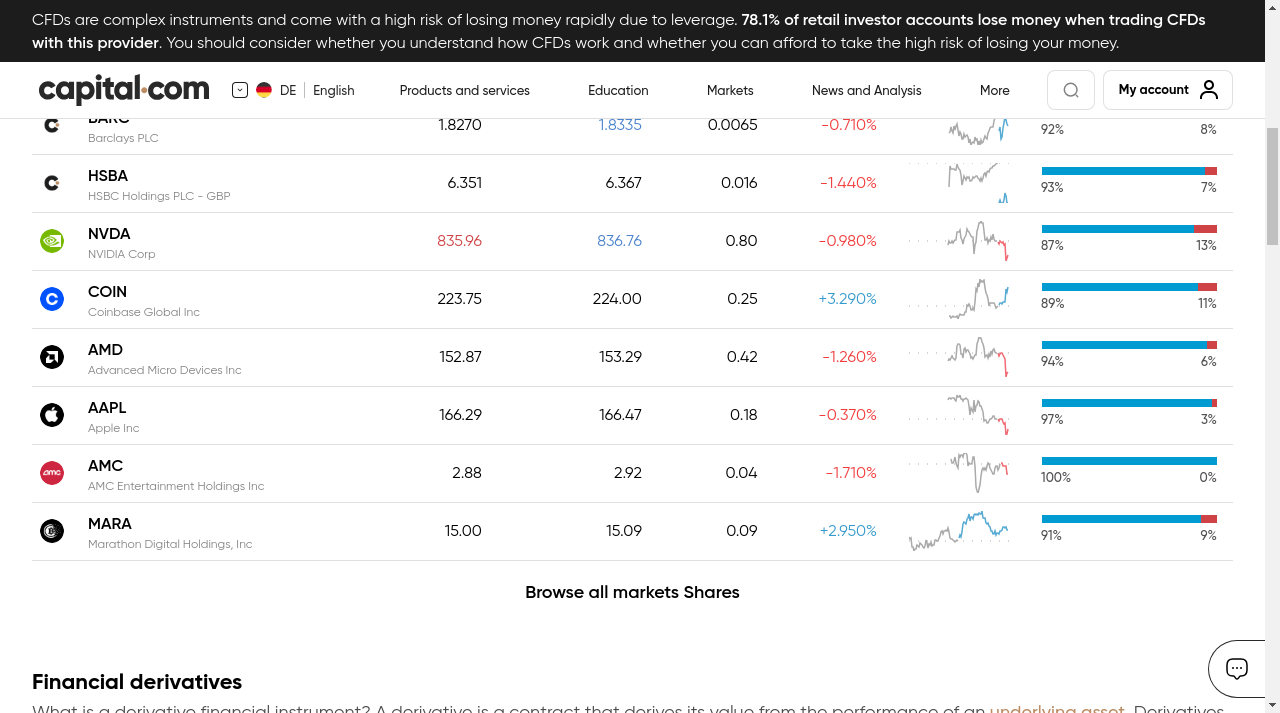 CFDs are complex instruments and come with a high risk of losing money rapidly due to leverage. 78.1% of retail investor accounts lose money when trading CFDs
with this provider. You should consider whether you understand how CFDs work and whether you can afford to take the high risk of losing your money.
capital.com DE English Products and services Education Markets News and Analysis More My account
BARC 1.8270 1.8335 0.0065 -0.710% 92% 8%
Barclays PLC
HSBA 6.351 6.367 0.016 -1.440% 93% 7%
HSBC Holdings PLC - GBP
NVDA 835.96 836.76 0.80 -0.980% 87% 13%
NVIDIA Corp
COIN 223.75 224.00 0.25 +3.290% 89% 11%
Coinbase Global Inc
AMD 152.87 153.29 0.42 -1.260% 94% 6%
Advanced Micro Devices Inc
AAPL 166.29 166.47 0.18 -0.370% 97% 3%
Apple Inc
amc AMC 2.88 2.92 0.04 -1.710% 100% 0%
AMC Entertainment Holdings Inc
MARA 15.00 15.09 0.09 +2.950% 91% 9%
Marathon Digital Holdings, Inc
Browse all markets Shares
Financial derivatives
What is a derivative financial instrument? A derivative is a contract that derives its value from the performance of an underlying asset. Derivatives